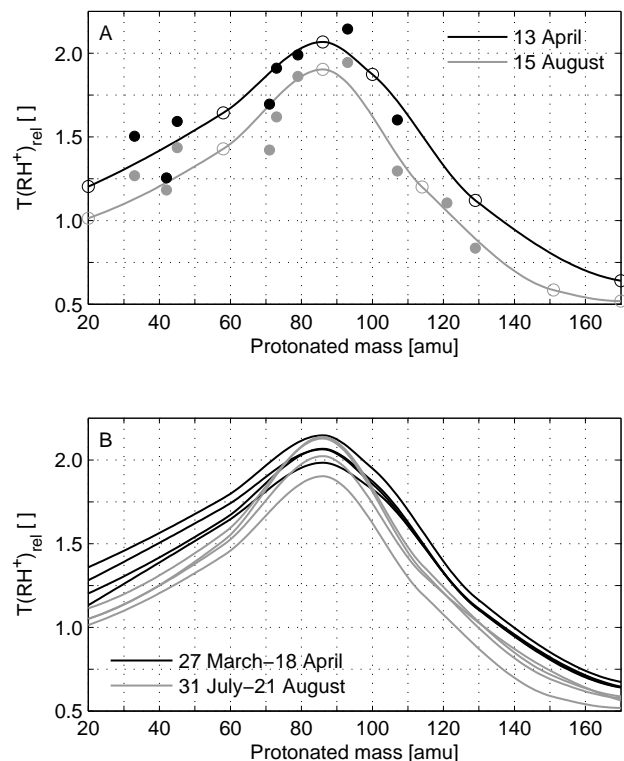 A
13 April
15 August
2.0
1.5
1.0
0.5
T(RH+)rel [ ]
20 40 60 80 100 120 140 160
Protonated mass [amu]
B
2.0
1.5
1.0
0.5
T(RH+)rel [ ]
27 March−18 April
31 July−21 August
20 40 60 80 100 120 140 160
Protonated mass [amu]